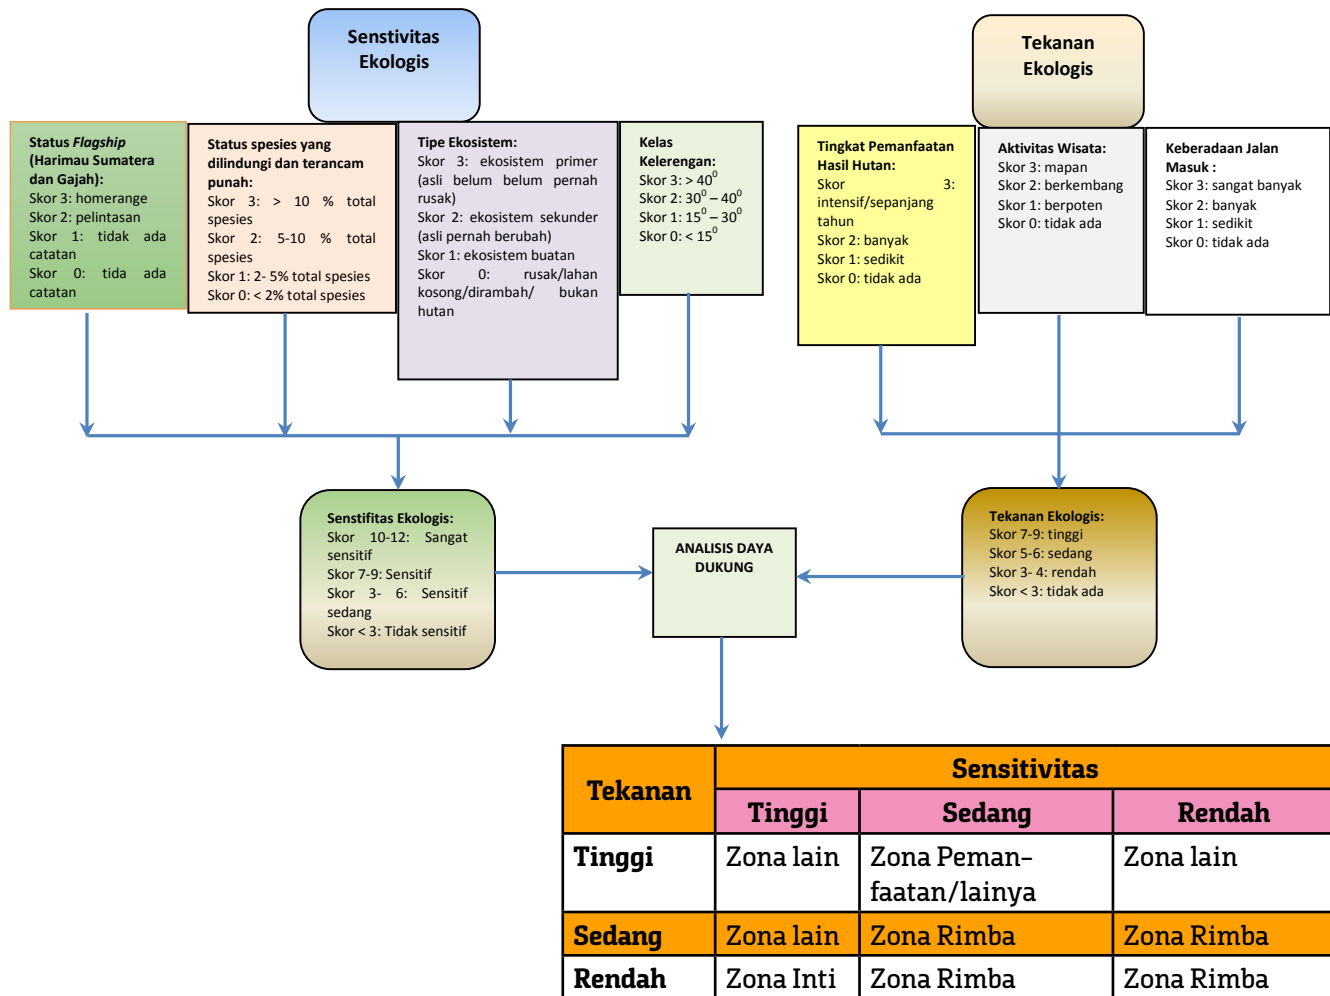 Senstivitas
Ekologis
Tekanan
Ekologis
Status Flagship
(Harimau Sumatera
dan Gajah):
Skor 3: homerange
Skor 2: pelintasan
Skor 1: tidak ada
catatan
Skor 0: tida ada
catatan
Status spesies yang
dilindungi dan terancam
punah:
Skor 3: > 10 % total
spesies
Skor 2: 5-10 % total
spesies
Skor 1: 2- 5% total spesies
Skor 0: < 2% total spesies
Tipe Ekosistem:
Skor 3: ekosistem primer
(asli belum belum pernah
rusak)
Skor 2: ekosistem sekunder
(asli pernah berubah)
Skor 1: ekosistem buatan
Skor 0: rusak/lahan
kosong/dirambah/ bukan
hutan
Kelas
Kelerengan:
Skor 3: > 40⁰
Skor 2: 30⁰ – 40⁰
Skor 1: 15⁰ – 30⁰
Skor 0: < 15⁰
Tingkat Pemanfaatan
Hasil Hutan:
Skor 3:
intensif/sepanjang
tahun
Skor 2: banyak
Skor 1: sedikit
Skor 0: tidak ada
Aktivitas Wisata:
Skor 3: mapan
Skor 2: berkembang
Skor 1: berpoten
Skor 0: tidak ada
Keberadaan Jalan
Masuk :
Skor 3: sangat banyak
Skor 2: banyak
Skor 1: sedikit
Skor 0: tidak ada
Senstifitas Ekologis:
Skor 10-12: Sangat
sensitif
Skor 7-9: Sensitif
Skor 3- 6: Sensitif
sedang
Skor < 3: Tidak sensitif
ANALISIS DAYA
DUKUNG
Tekanan Ekologis:
Skor 7-9: tinggi
Skor 5-6: sedang
Skor 3- 4: rendah
Skor < 3: tidak ada
Tekanan Sensitivitas
Tinggi Sedang Rendah
Tinggi Zona lain Zona Peman-
faatan/lainya Zona lain
Sedang Zona lain Zona Rimba Zona Rimba
Rendah Zona Inti Zona Rimba Zona Rimba